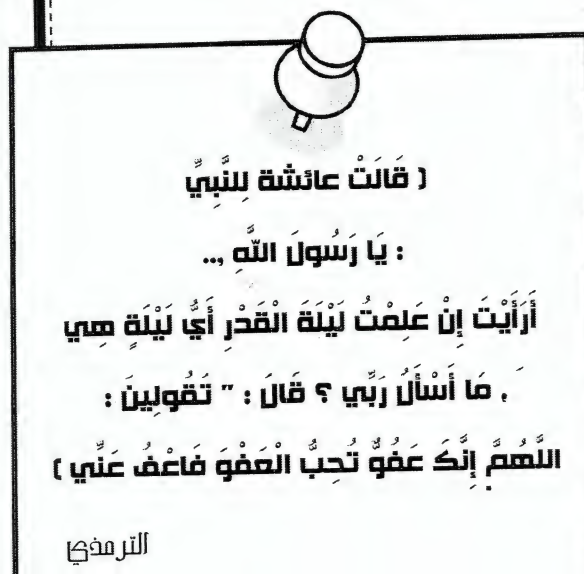 ( قَالَتْ عائشة لِلنَّبِيِّ
: يَا رَسُولَ اللَّهِ ,..
أَرَأَيْتَ إِنْ عَلِمْتُ لَيْلَةَ الْقَدْرِ أَيُّ لَيْلَةٍ هِي
َ , مَا أَسْأَلُ رَبِّي ؟ قَالَ : " تَقُولِينَ :
اللَّهُمَّ إِنَّكَ عَفُوٌّ تُحِبُّ الْعَفْوَ فَاعْفُ عَنِّي )
الترمذي